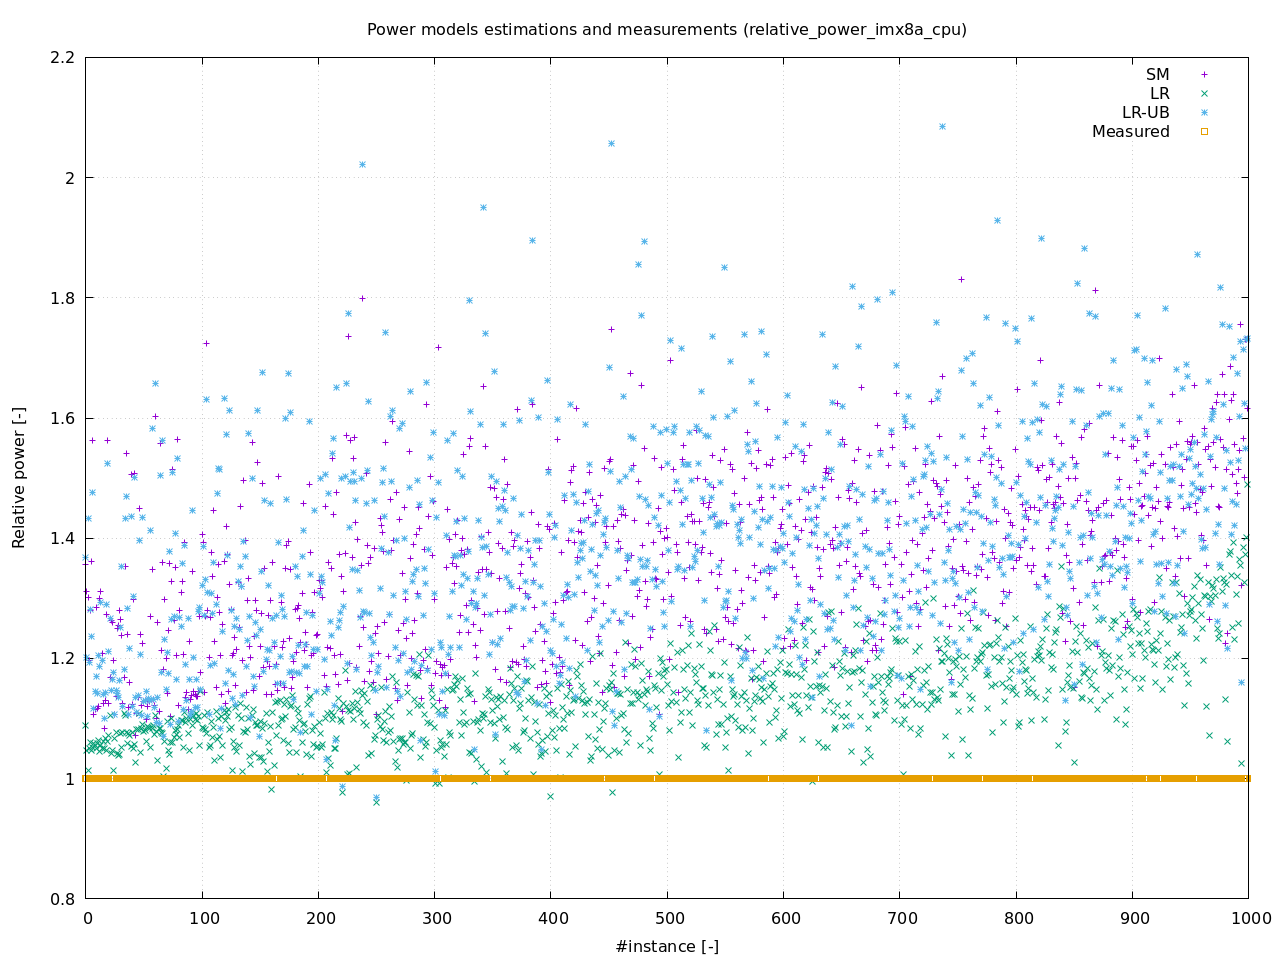 Power models estimations and measurements (relative_power_imx8a_cpu)
2.2
2
1.8
1.6
1.4
1.2
1
0.8
Relative power [-]
SM
LR
LR-UB
Measured
0 100 200 300 400 500 600 700 800 900 1000
#instance [-]